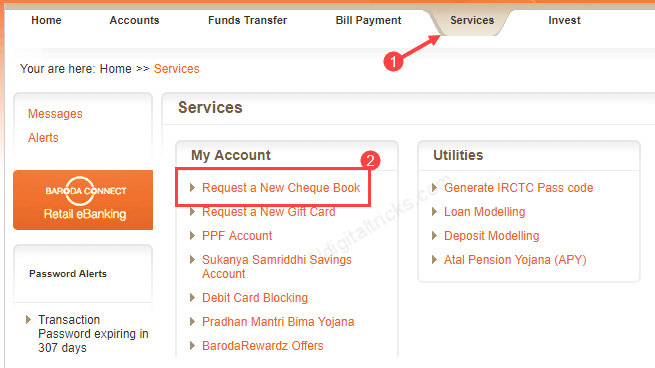 Home Accounts Funds Transfer Bill Payment Services Invest
1
You are here: Home >> Services
Messages
Alerts
BARODA CONNECT
Retail eBanking
Password Alerts
Transaction
Password expiring in
307 days
Services
My Account
2
Request a New Cheque Book
Request a New Gift Card
PPF Account
Sukanya Samriddhi Savings
Account
Debit Card Blocking
Pradhan Mantri Bima Yojana
BarodaRewardz Offers
Utilities
Generate IRCTC Pass code
Loan Modelling
Deposit Modelling
Atal Pension Yojana (APY)